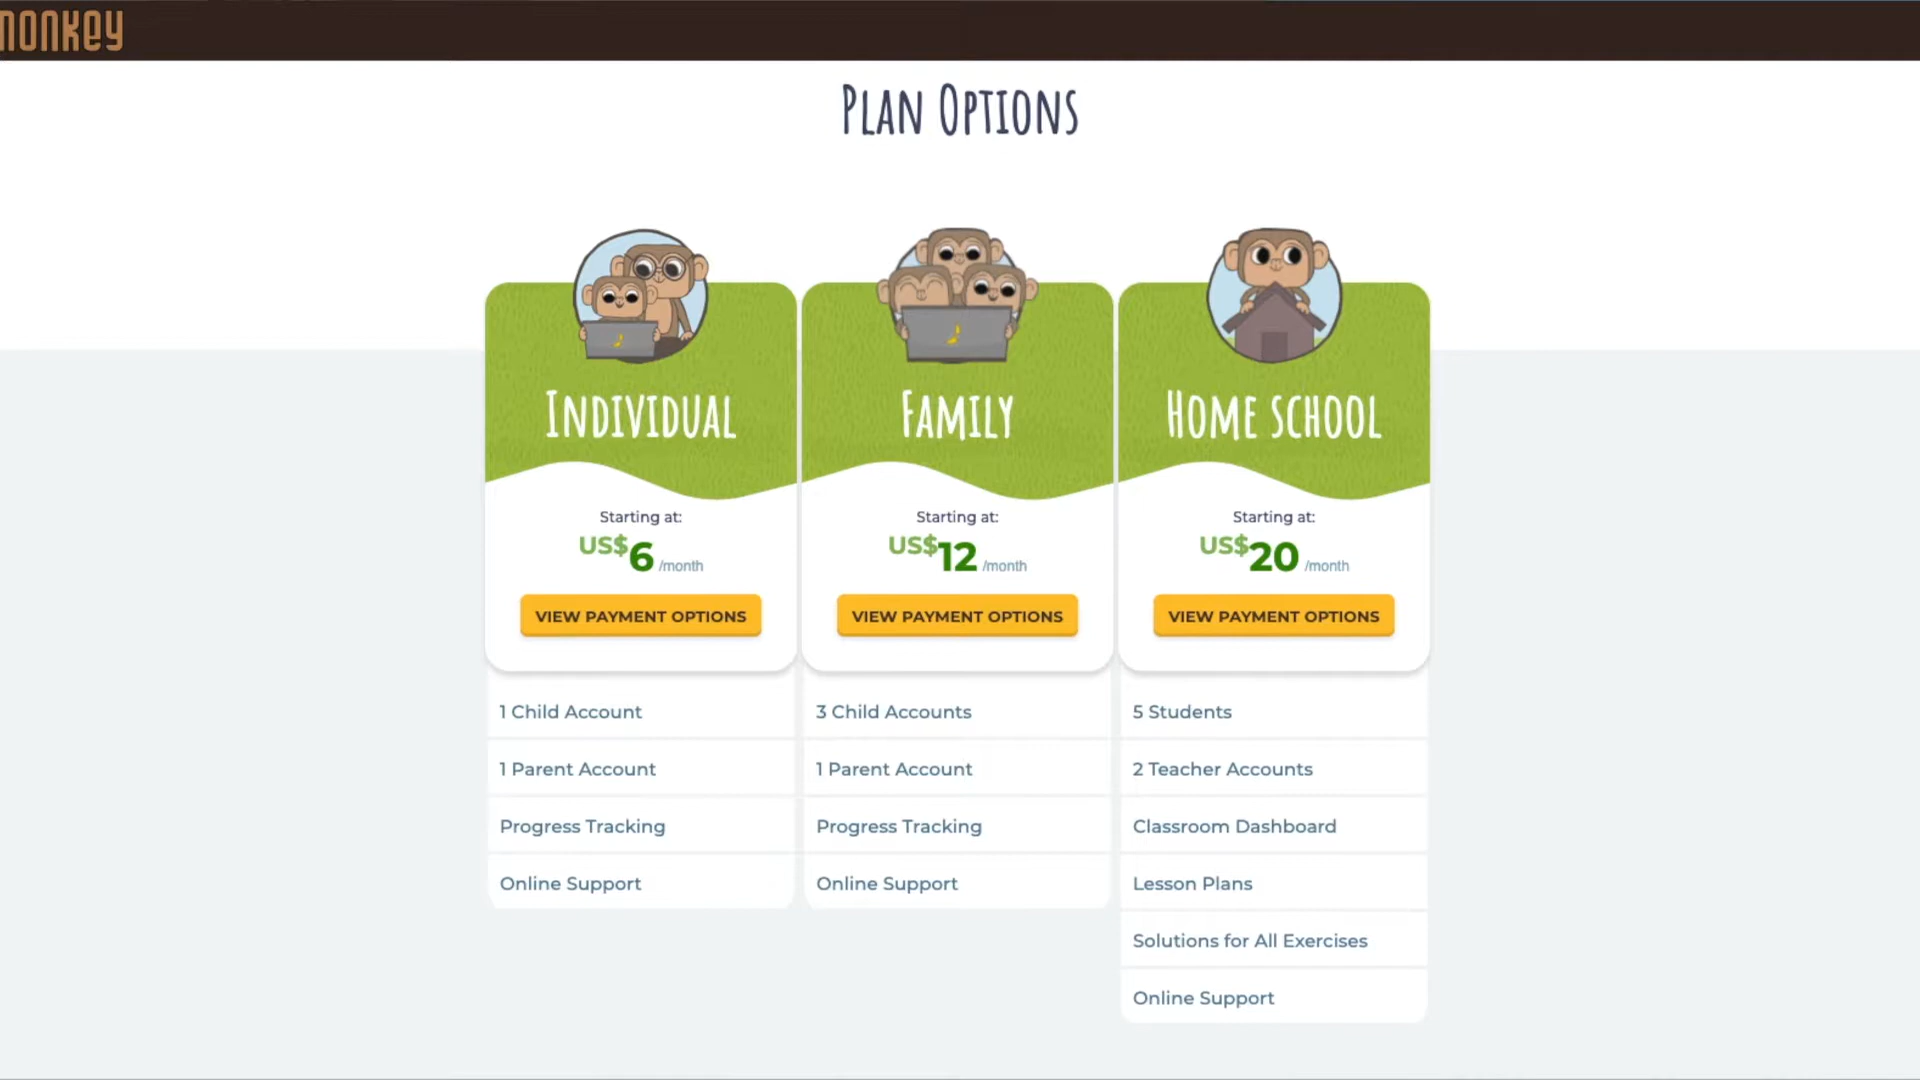 monkey
Plan Options
Individual
Starting at:
US$6 /month
VIEW PAYMENT OPTIONS
1 Child Account
1 Parent Account
Progress Tracking
Online Support
Family
Starting at:
US$12 /month
VIEW PAYMENT OPTIONS
3 Child Accounts
1 Parent Account
Progress Tracking
Online Support
Home school
Starting at:
US$20 /month
VIEW PAYMENT OPTIONS
5 Students
2 Teacher Accounts
Classroom Dashboard
Lesson Plans
Solutions for All Exercises
Online Support